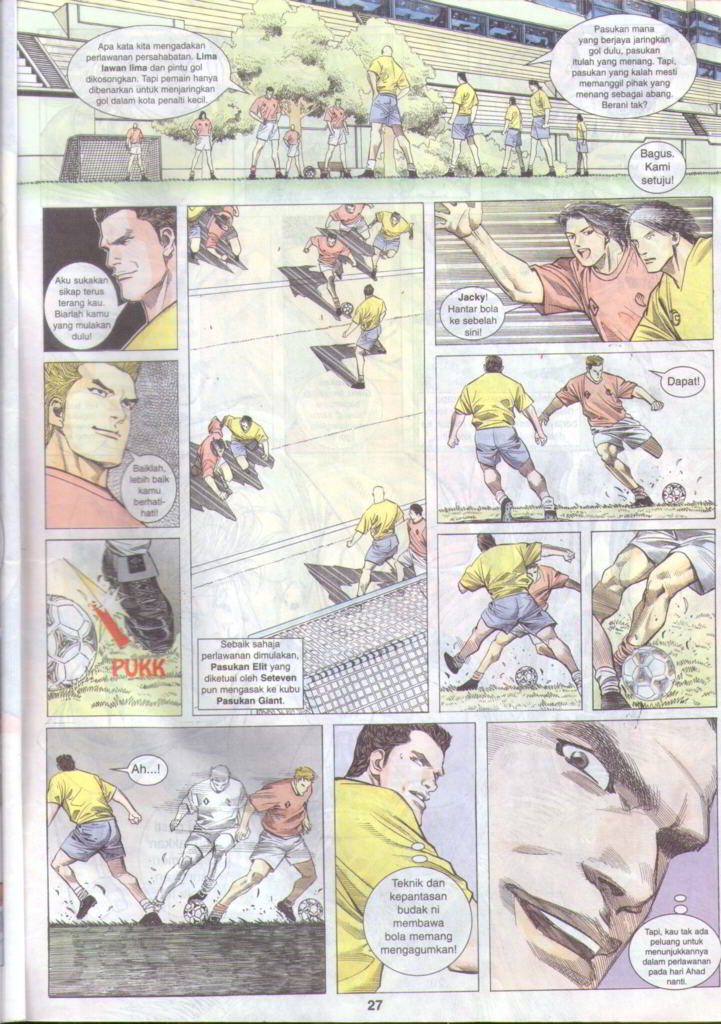 Apa kata kita mengadakan
perlawanan persahabatan. Lima
lawan lima dan pintu gol
dikosongkan. Tapi pemain hanya
dibenarkan untuk menjaringkan
gol dalam kota penalti kecil.
Pasukan mana
yang berjaya jaringkan
gol dulu, pasukan
itulah yang menang. Tapi,
pasukan yang kalah mesti
memanggil pihak yang
menang sebagai abang.
Berani tak?
Bagus.
Kami
setuju!
Aku sukakan
sikap terus
terang kau.
Biarlah kamu
yang mulakan
dulu!
Baiklah,
lebih baik
kamu
berhati-
hati!
PUKK
Sebaik sahaja
perlawanan dimulakan,
Pasukan Elit yang
diketuai oleh Seteven
pun mengasak ke kubu
Pasukan Giant.
Jacky!
Hantar bola
ke sebelah
sini!
Dapat!
Ah...!
Teknik dan
kepantasan
budak ni
membawa
bola memang
mengagumkan!
Tapi, kau tak ada
peluang untuk
menunjukkannya
dalam perlawanan
pada hari Ahad
nanti.
27